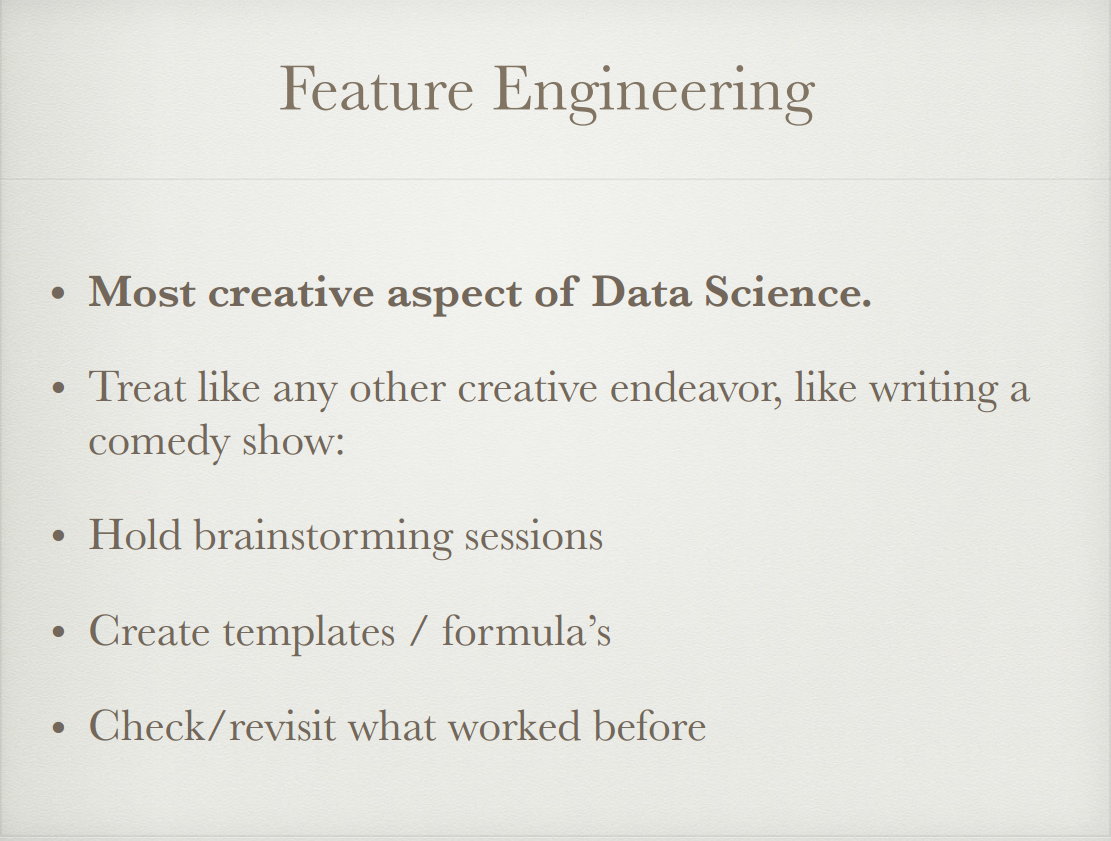 Feature Engineering
• Most creative aspect of Data Science.
• Treat like any other creative endeavor, like writing a
comedy show:
• Hold brainstorming sessions
• Create templates / formula’s
• Check/revisit what worked before